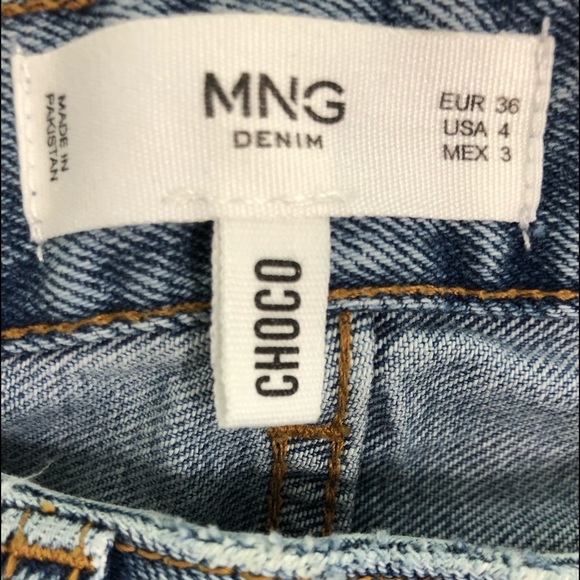 MADE IN
PAKISTAN
MNG
DENIM
EUR 36
USA 4
MEX 3
CHOCO